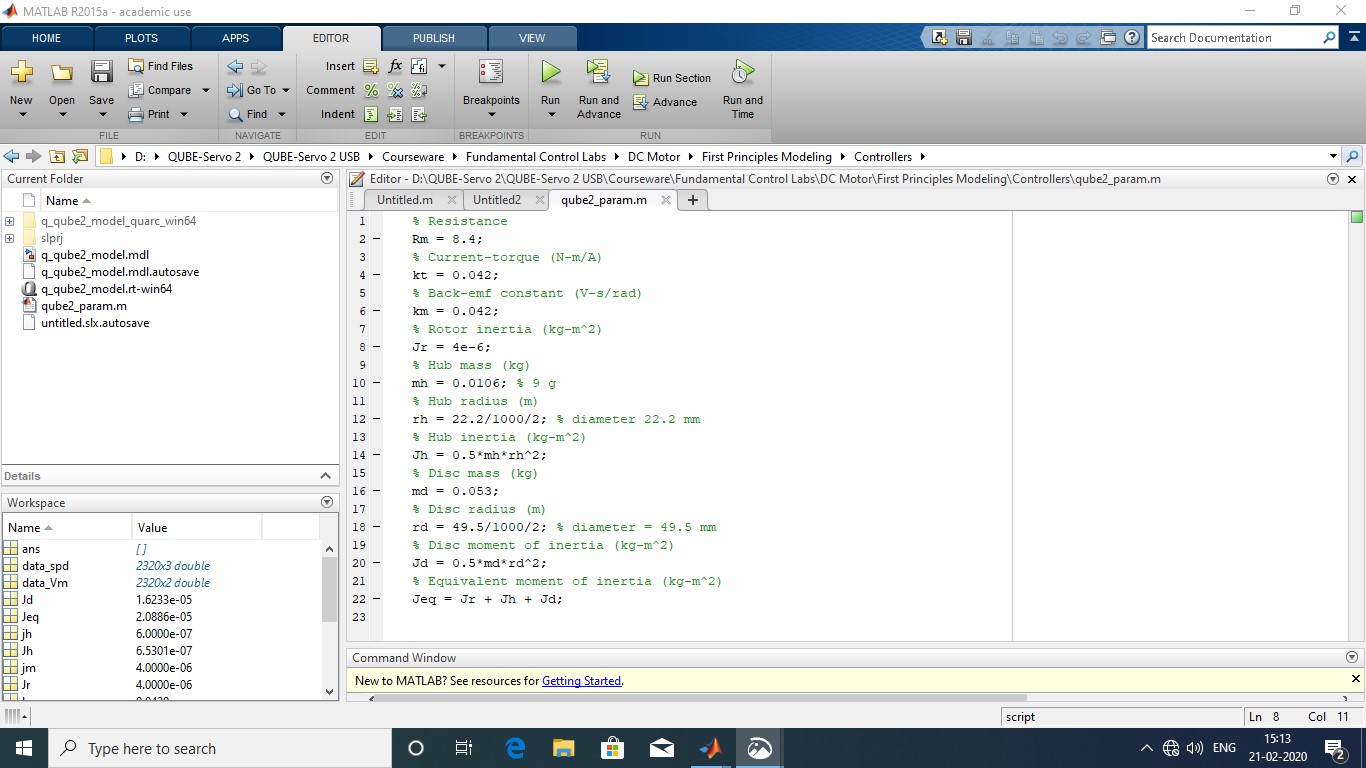 MATLAB R2015a - academic use
HOME PLOTS APPS EDITOR PUBLISH VIEW Search Documentation
New Open Save Find Files Compare Print
Go To Find
Insert Comment Indent
Breakpoints
Run Run and Advance Run Section Advance Run and Time
FILE NAVIGATE EDIT BREAKPOINTS RUN
D: QUBE-Servo 2 QUBE-Servo 2 USB Courseware Fundamental Control Labs DC Motor First Principles Modeling Controllers
Current Folder
Name
q_qube2_model_quarc_win64
slprj
q_qube2_model.mdl
q_qube2_model.mdl.autosave
q_qube2_model.rt-win64
qube2_param.m
untitled.slx.autosave
Details
Workspace
Name Value
ans []
data_spd 2320x3 double
data_Vm 2320x2 double
Jd 1.6233e-05
Jeq 2.0886e-05
jh 6.0000e-07
Jh 6.5301e-07
jm 4.0000e-06
Jr 4.0000e-06
Editor - D:\QUBE-Servo 2\QUBE-Servo 2 USB\Courseware\Fundamental Control Labs\DC Motor\First Principles Modeling\Controllers\qube2_param.m
Untitled.m Untitled2 qube2_param.m
1 % Resistance
2 Rm = 8.4;
3 % Current-torque (N-m/A)
4 kt = 0.042;
5 % Back-emf constant (V-s/rad)
6 km = 0.042;
7 % Rotor inertia (kg-m^2)
8 Jr = 4e-6;
9 % Hub mass (kg)
10 mh = 0.0106; % 9 g
11 % Hub radius (m)
12 rh = 22.2/1000/2; % diameter 22.2 mm
13 % Hub inertia (kg-m^2)
14 Jh = 0.5*mh*rh^2;
15 % Disc mass (kg)
16 md = 0.053;
17 % Disc radius (m)
18 rd = 49.5/1000/2; % diameter = 49.5 mm
19 % Disc moment of inertia (kg-m^2)
20 Jd = 0.5*md*rd^2;
21 % Equivalent moment of inertia (kg-m^2)
22 Jeq = Jr + Jh + Jd;
23
Command Window
New to MATLAB? See resources for Getting Started.
script Ln 8 Col 11
Type here to search
ENG
15:13
21-02-2020
2